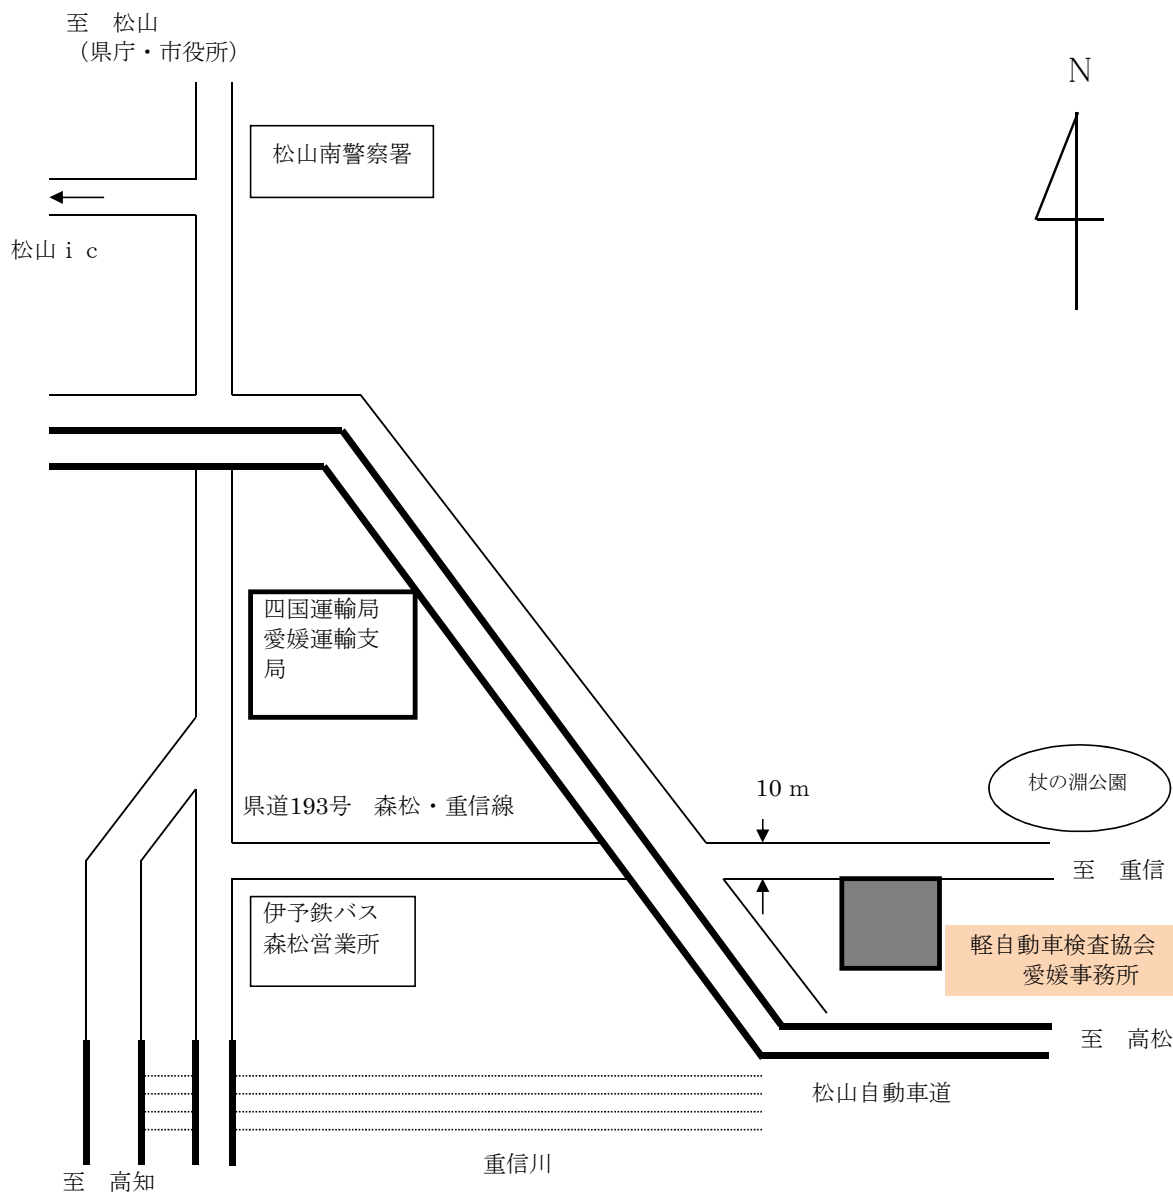 至　松山
（県庁・市役所）
N
松山南警察署
松山ｉｃ
四国運輸局
愛媛運輸支
局
杖の淵公園
10 m
県道193号　森松・重信線
至　重信
伊予鉄バス
森松営業所
軽自動車検査協会
愛媛事務所
至　高松
松山自動車道
重信川
至　高知